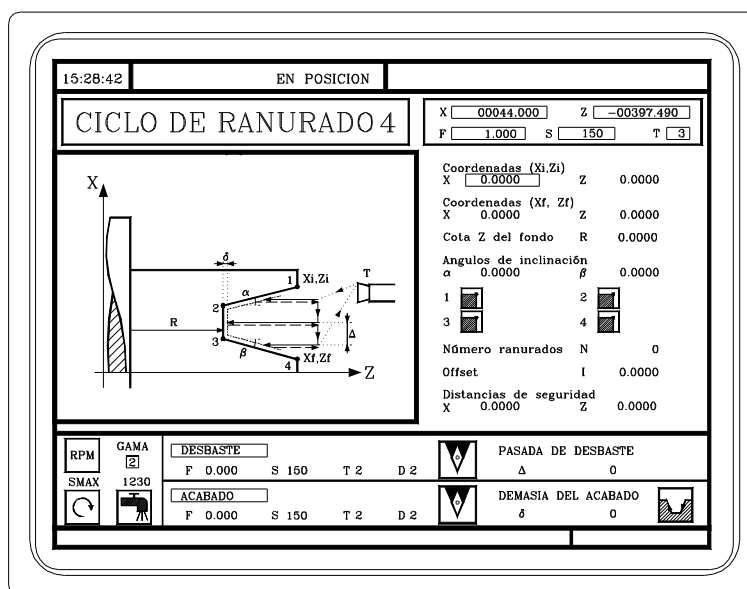 15:28:42 EN POSICION
CICLO DE RANURADO 4
X 00044.000 Z -00397.490
F 1.000 S 150 T 3
X
δ
1 Xi,Zi
α
T
2
R
Δ
3
β
Xf,Zf
4
Z
Coordenadas (Xi,Zi)
X 0.0000 Z 0.0000
Coordenadas (Xf, Zf)
X 0.0000 Z 0.0000
Cota Z del fondo R 0.0000
Angulos de inclinación
α 0.0000 β 0.0000
1 2
3 4
Número ranurados N 0
Offset I 0.0000
Distancias de seguridad
X 0.0000 Z 0.0000
RPM GAMA
2
SMAX 1230
DESBASTE
F 0.000 S 150 T 2 D 2
PASADA DE DESBASTE
Δ 0
ACABADO
F 0.000 S 150 T 2 D 2
DEMASIA DEL ACABADO
δ 0